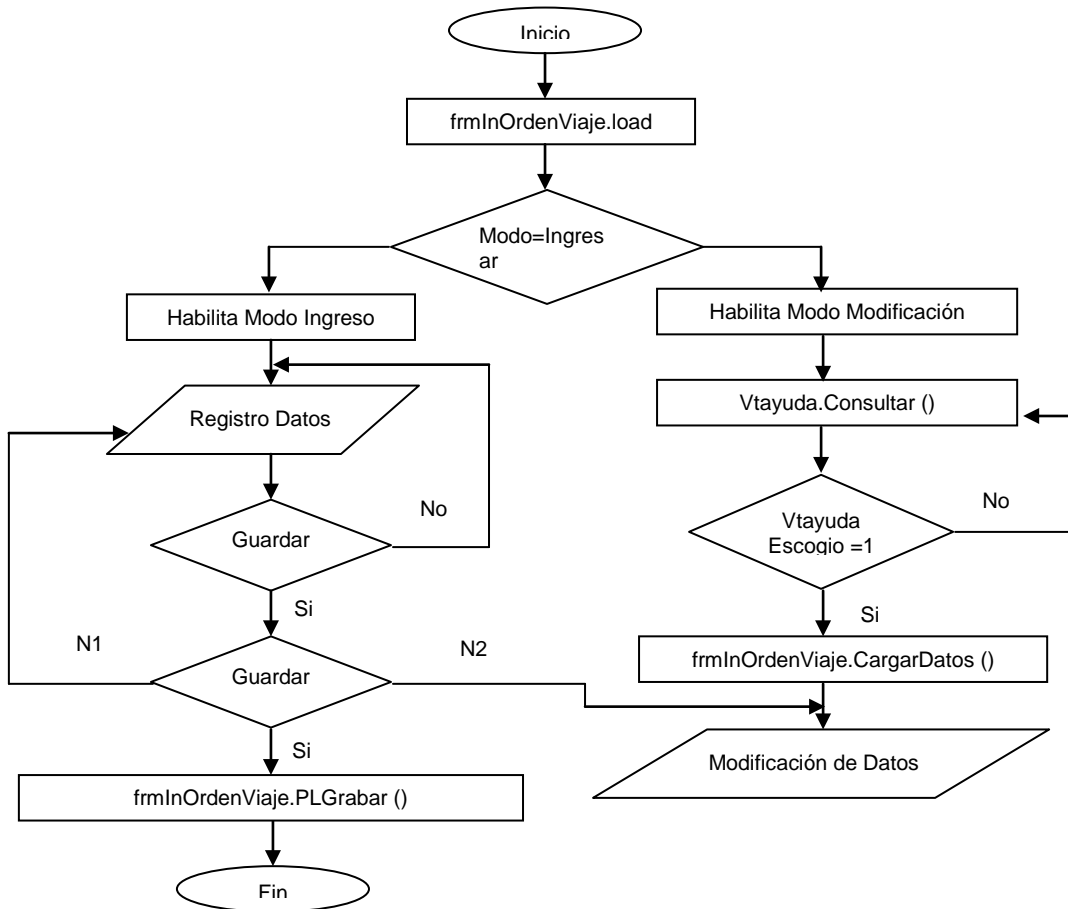 Inicio
frmInOrdenViaje.load
Modo=Ingres
ar
Habilita Modo Ingreso
Habilita Modo Modificación
Registro Datos
Vtayuda.Consultar ()
No
Guardar
No
Vtayuda
Escogio =1
Si
Si
N1
N2
Guardar
frmInOrdenViaje.CargarDatos ()
Si
Modificación de Datos
frmInOrdenViaje.PLGrabar ()
Fin